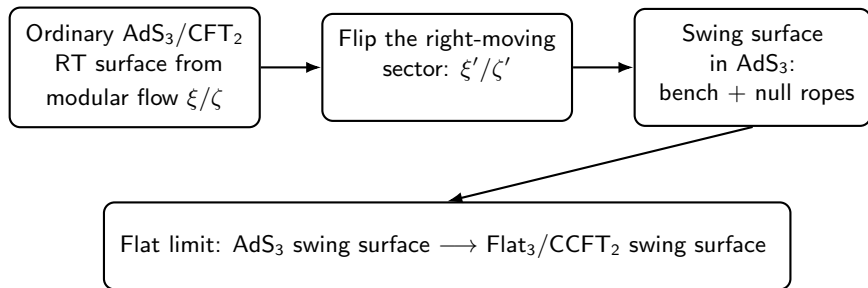 Ordinary AdS₃/CFT₂
RT surface from
modular flow ξ/ζ
Flip the right-moving
sector: ξ′/ζ′
Swing surface
in AdS₃:
bench + null ropes
Flat limit: AdS₃ swing surface ⟶ Flat₃/CCFT₂ swing surface